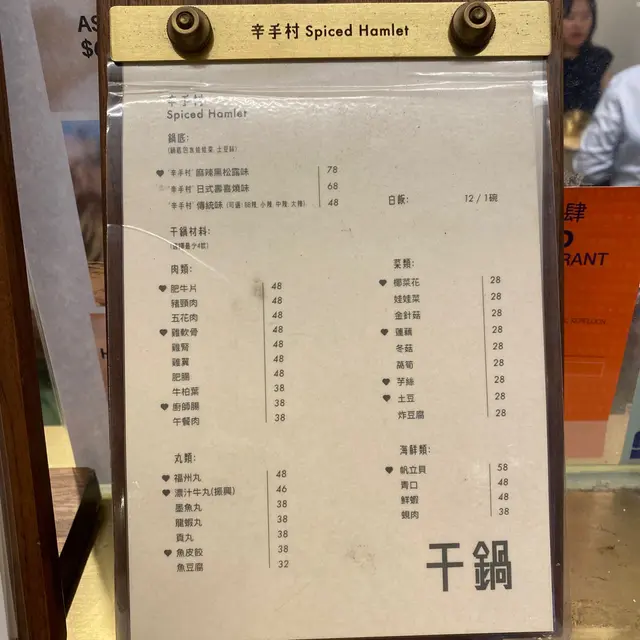 辛手村 Spiced Hamlet
辛手村
Spiced Hamlet
鍋底:
'辛手村' 麻辣黑松露味 78
'辛手村' 日式壽喜燒味 68
'辛手村' 傳統味 48
白飯: 12 / 1碗
干鍋材料:
肉類:
肥牛片 48
豬頸肉 48
五花肉 48
雞軟骨 48
雞腎 48
雞翼 48
肥腸 48
牛柏葉 38
廚師腸 38
午餐肉 38
菜類:
椰菜花 28
娃娃菜 28
金針菇 28
蓮藕 28
冬菇 28
萵筍 28
芋絲 28
土豆 28
炸豆腐 28
丸類:
福州丸 48
濃汁牛丸(振興) 46
墨魚丸 38
龍蝦丸 38
貢丸 38
魚皮餃 38
魚豆腐 32
海鮮類:
帆立貝 58
青口 48
鮮蝦 48
蜆肉 38
干鍋
肆
RANT